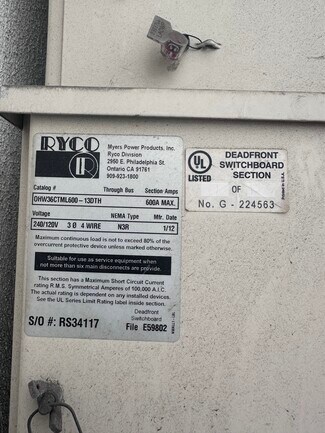 RYCO
Myers Power Products, Inc.
Ryco Division
2950 E. Philadelphia St.
Ontario CA 91761
909-923-1800
Catalog # Through Bus Section Amps
OHW36CTML600-13DTH 600A MAX.
Voltage NEMA Type Mfr. Date
240/120V 3 Ø 4 WIRE N3R 1/12
Maximum continuous load is not to exceed 80% of the
overcurrent protective device unless marked otherwise.
Suitable for use as service equipment when
not more than six main disconnects are provided.
This section has a Maximum Short Circuit Current
rating R.M.S. Symmetrical Amperes of 100,000 A.I.C.
The actual rating is dependent on any installed devices.
See the UL Series Limit Rating label inside section.
S/O #: RS34117
Deadfront
Switchboard
File E59802
UL
LISTED
DEADFRONT
SWITCHBOARD
SECTION
OF
No. G - 224563